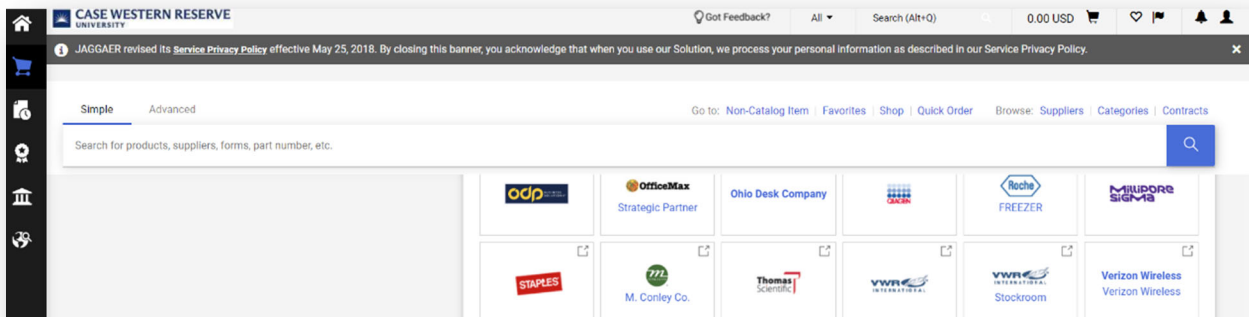 CASE WESTERN RESERVE
UNIVERSITY
Got Feedback?
All
Search (Alt+Q)
0.00 USD
JAGGAER revised its Service Privacy Policy effective May 25, 2018. By closing this banner, you acknowledge that when you use our Solution, we process your personal information as described in our Service Privacy Policy.
Simple
Advanced
Go to: Non-Catalog Item | Favorites | Shop | Quick Order
Browse: Suppliers | Categories | Contracts
Search for products, suppliers, forms, part number, etc.
odp
OfficeMax
Strategic Partner
Ohio Desk Company
QIAGEN
Roche
FREEZER
MILLIPORE
SIGMA
STAPLES
m
M. Conley Co.
Thomas
Scientific
VWR
INTERNATIONAL
VWR
INTERNATIONAL
Stockroom
Verizon Wireless
Verizon Wireless